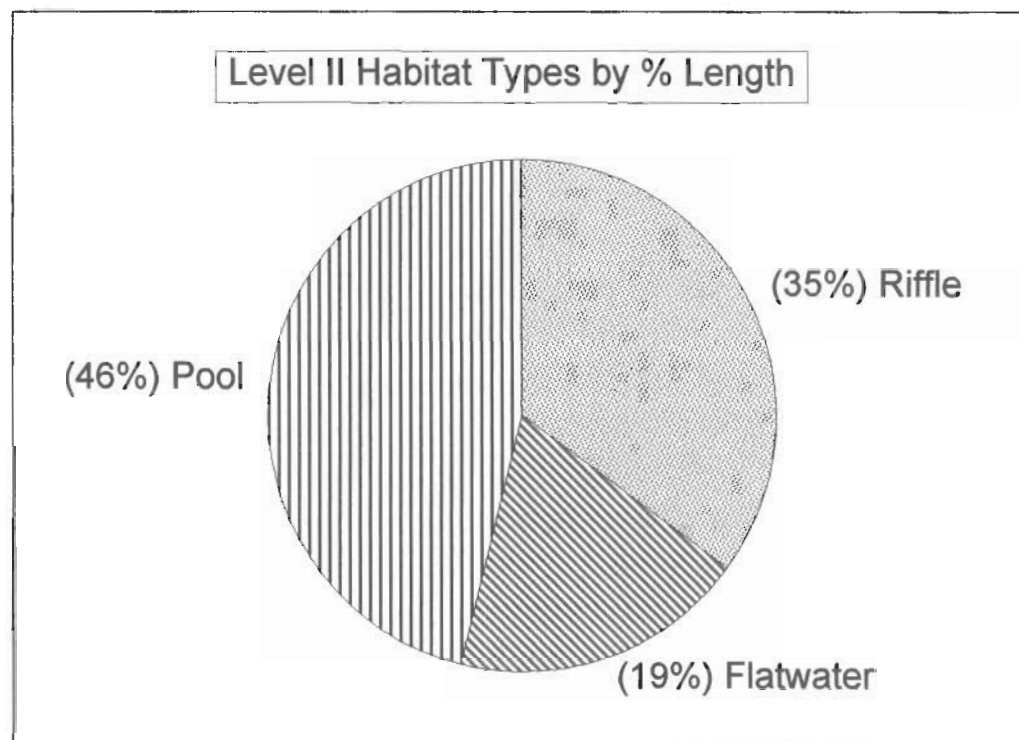 Level II Habitat Types by % Length
(35%) Riffle
(46%) Pool
(19%) Flatwater